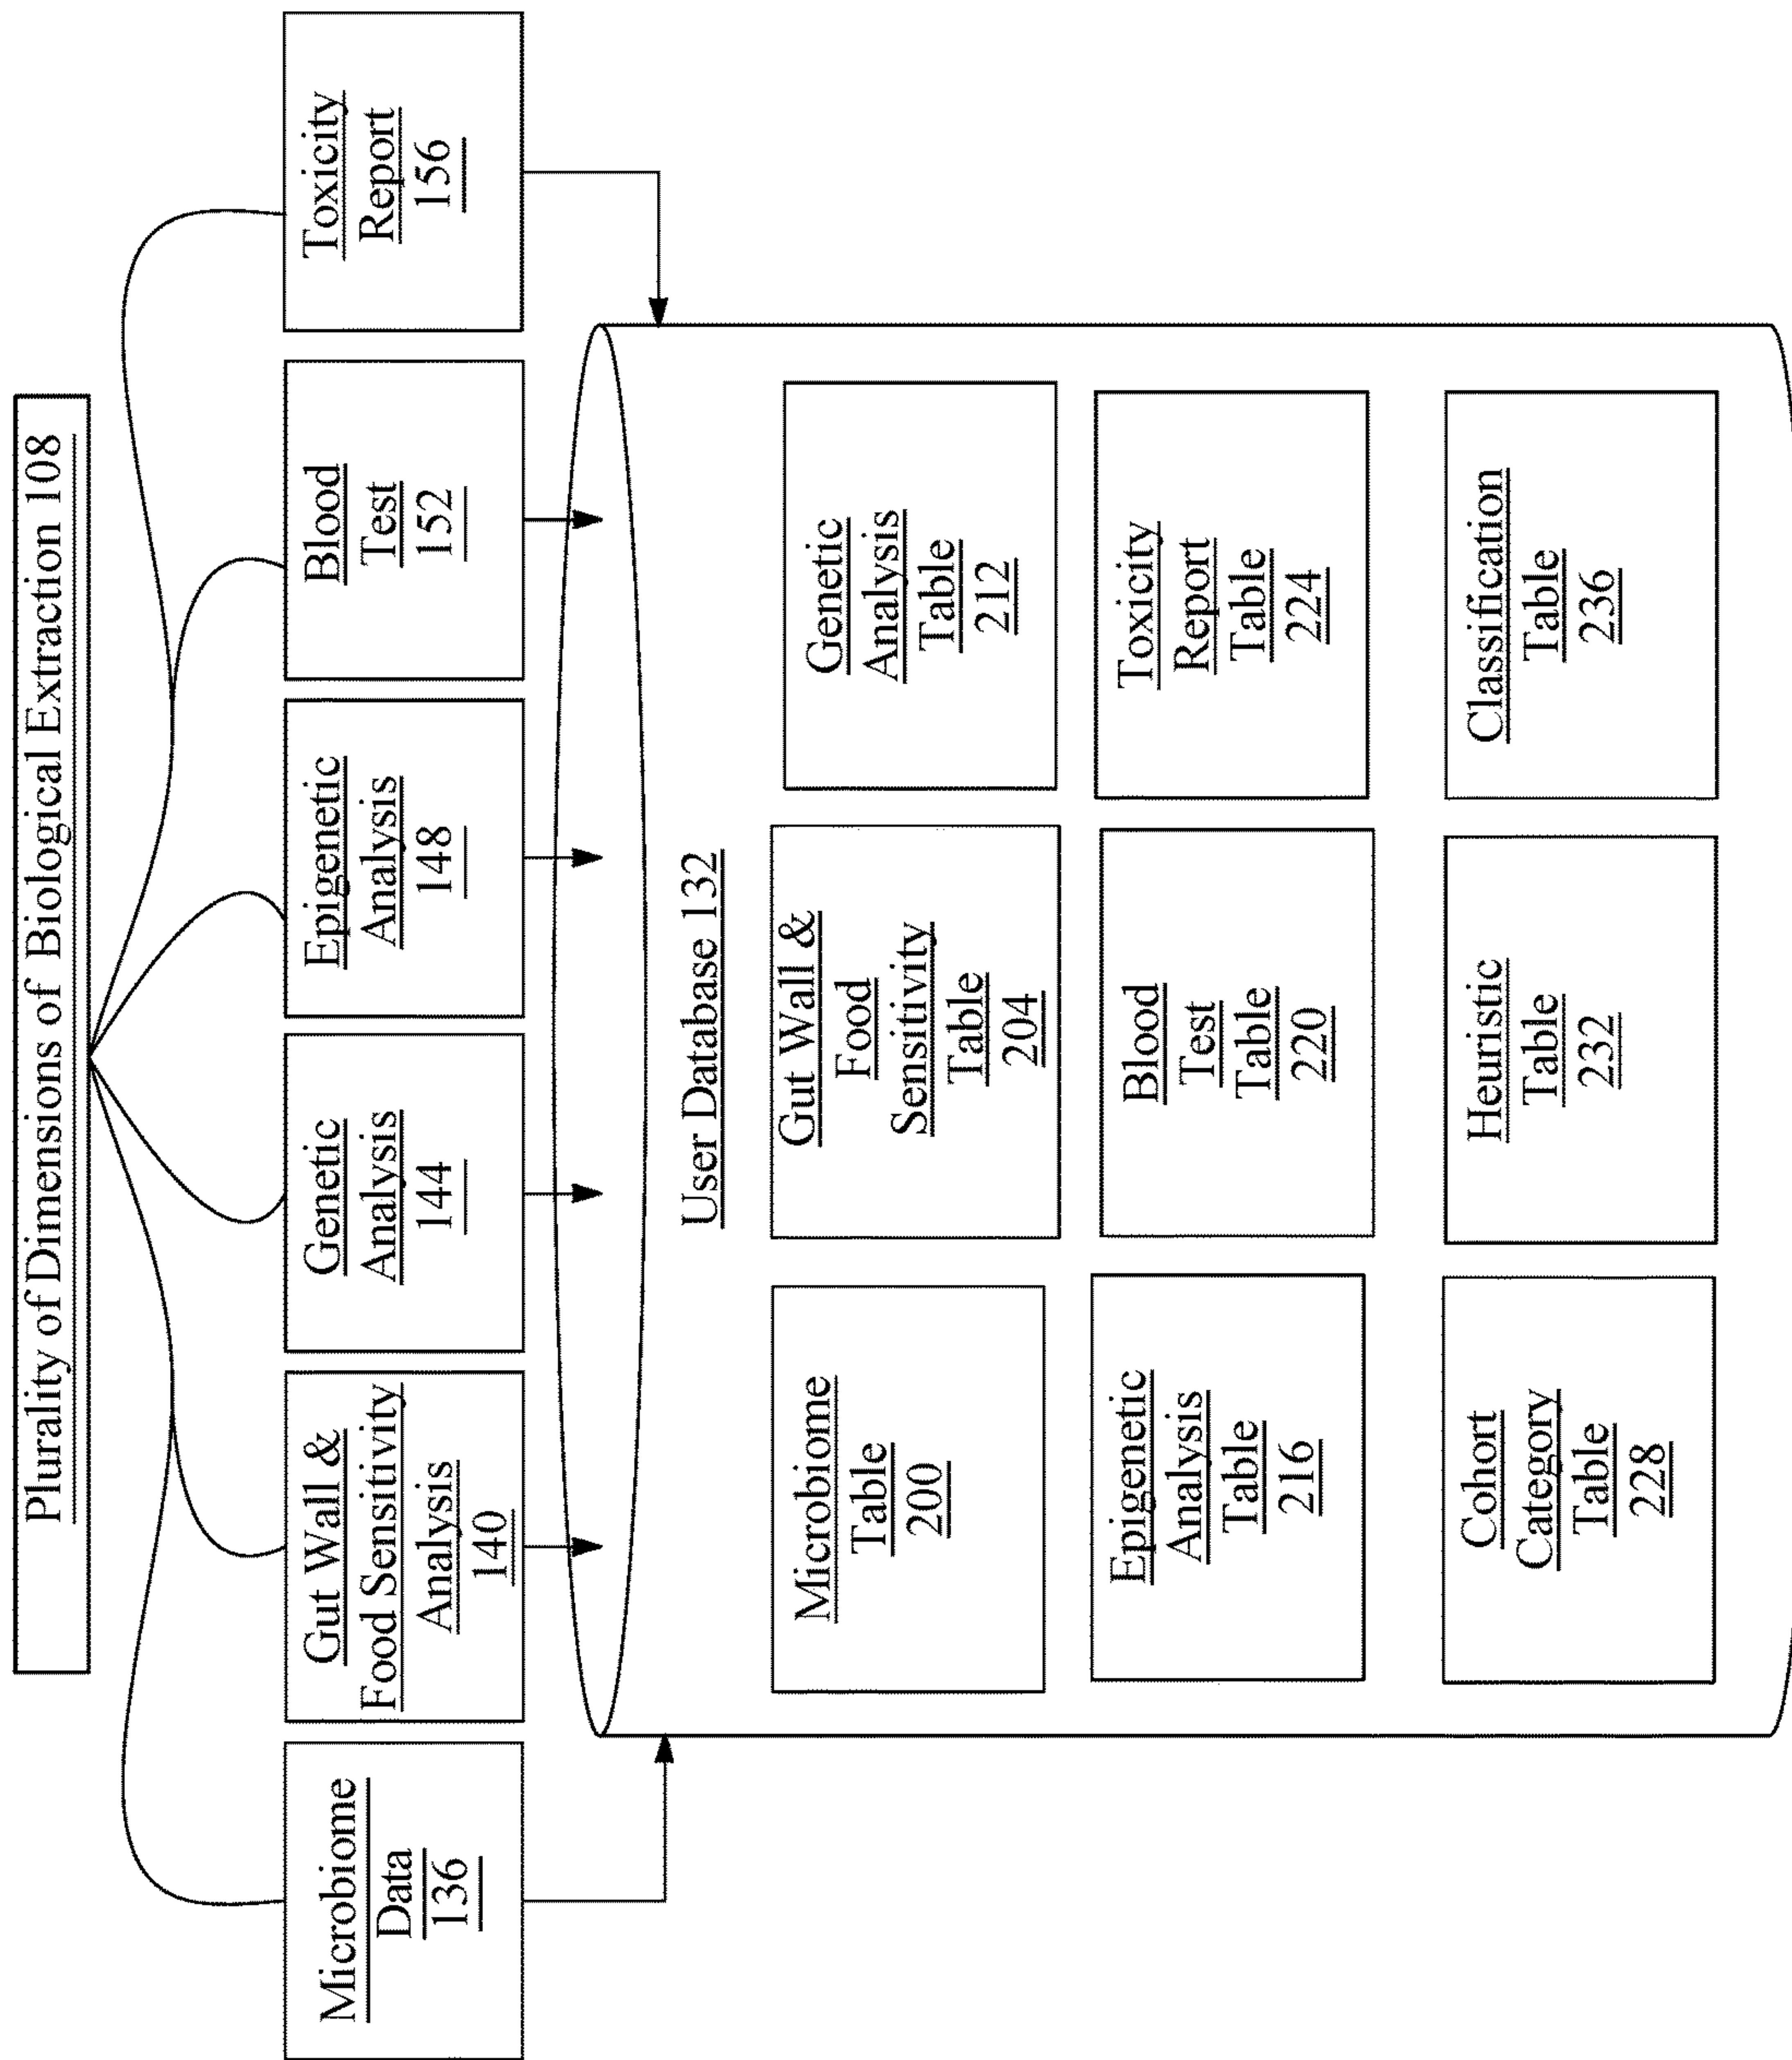 Plurality of Dimensions of Biological Extraction 108
Microbiome
Data
136
Gut Wall &
Food Sensitivity
Analysis
140
Genetic
Analysis
144
Epigenetic
Analysis
148
Blood
Test
152
Toxicity
Report
156
User Database 132
Microbiome
Table
200
Gut Wall &
Food
Sensitivity
Table
204
Genetic
Analysis
Table
212
Epigenetic
Analysis
Table
216
Blood
Test
Table
220
Toxicity
Report
Table
224
Cohort
Category
Table
228
Heuristic
Table
232
Classification
Table
236